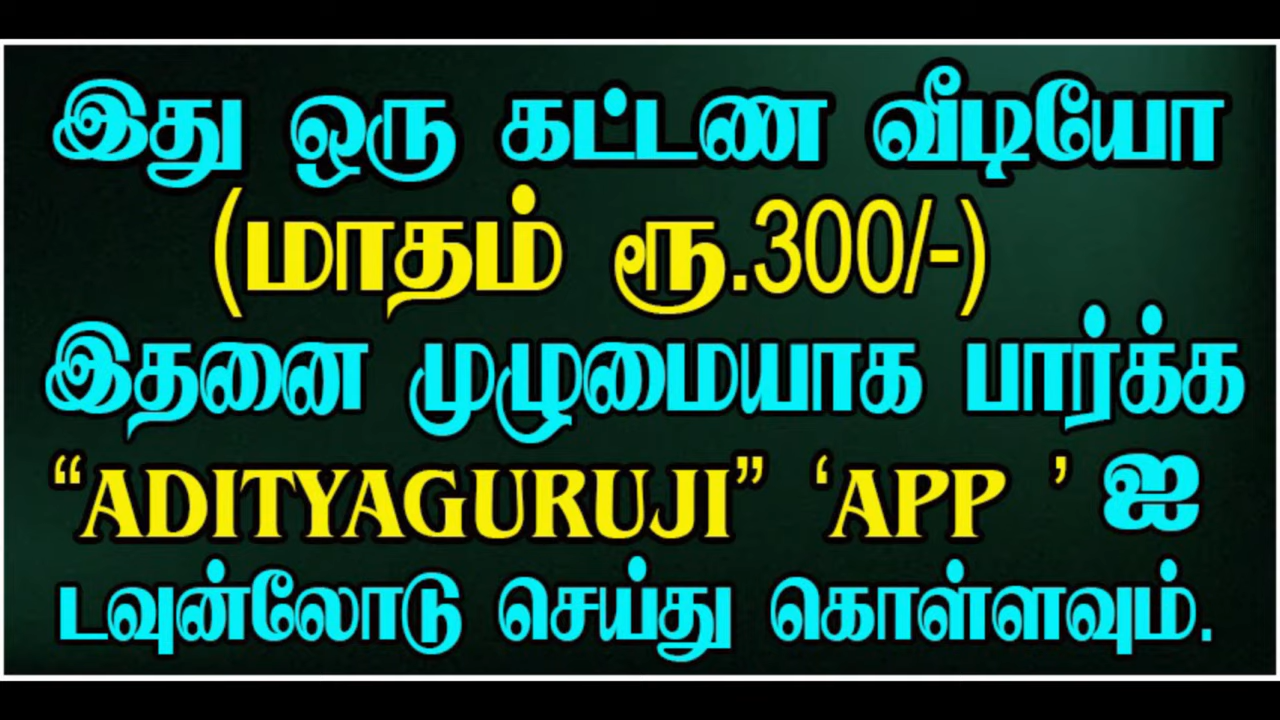 இது ஒரு கட்டண வீடியோ
(மாதம் ரூ.300/-)
இதனை முழுமையாக பார்க்க
“ADITYAGURUJI” ‘APP ’ ஐ
டவுன்லோடு செய்து கொள்ளவும்.